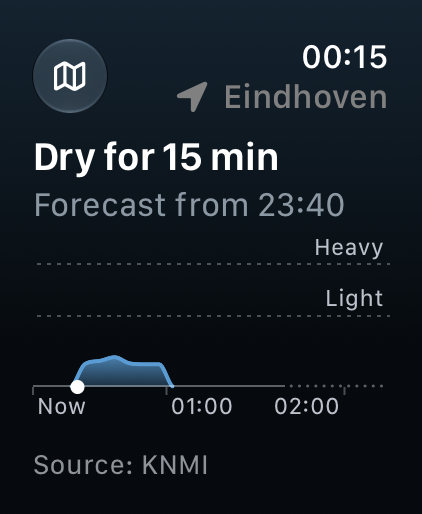 00:15
Eindhoven
Dry for 15 min
Forecast from 23:40
Heavy
Light
Now 01:00 02:00
Source: KNMI